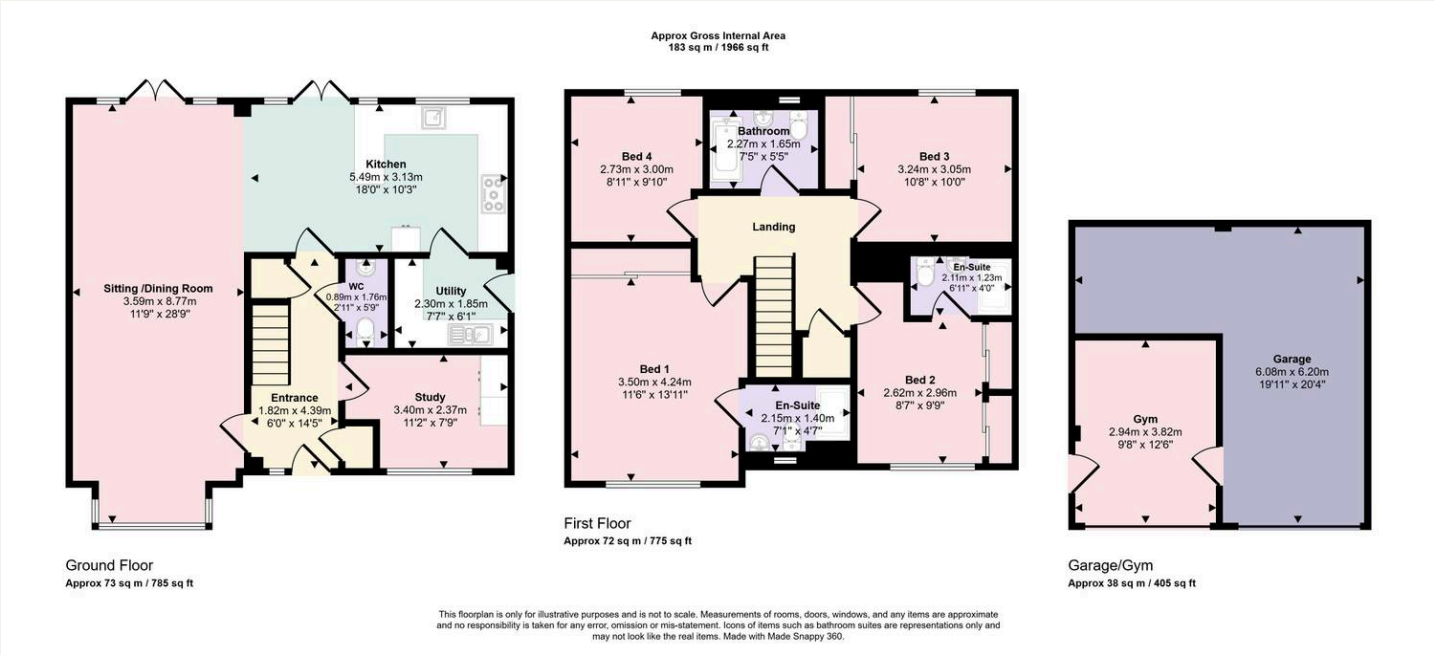 Approx Gross Internal Area
183 sq m / 1966 sq ft
Kitchen
5.49m x 3.13m
18'0" x 10'3"
Sitting /Dining Room
3.59m x 8.77m
11'9" x 28'9"
WC
0.89m x 1.76m
2'11" x 5'9"
Utility
2.30m x 1.85m
7'7" x 6'1"
Entrance
1.82m x 4.39m
6'0" x 14'5"
Study
3.40m x 2.37m
11'2" x 7'9"
Ground Floor
Approx 73 sq m / 785 sq ft
Bed 4
2.73m x 3.00m
8'11" x 9'10"
Bathroom
2.27m x 1.65m
7'5" x 5'5"
Bed 3
3.24m x 3.05m
10'8" x 10'0"
Landing
En-Suite
2.11m x 1.23m
6'11" x 4'0"
Bed 1
3.50m x 4.24m
11'6" x 13'11"
En-Suite
2.15m x 1.40m
7'1" x 4'7"
Bed 2
2.62m x 2.96m
8'7" x 9'9"
First Floor
Approx 72 sq m / 775 sq ft
Garage
6.08m x 6.20m
19'11" x 20'4"
Gym
2.94m x 3.82m
9'8" x 12'6"
Garage/Gym
Approx 38 sq m / 405 sq ft
This floorplan is only for illustrative purposes and is not to scale. Measurements of rooms, doors, windows, and any items are approximate
and no responsibility is taken for any error, omission or mis-statement. Icons of items such as bathroom suites are representations only and
may not look like the real items. Made with Made Snappy 360.